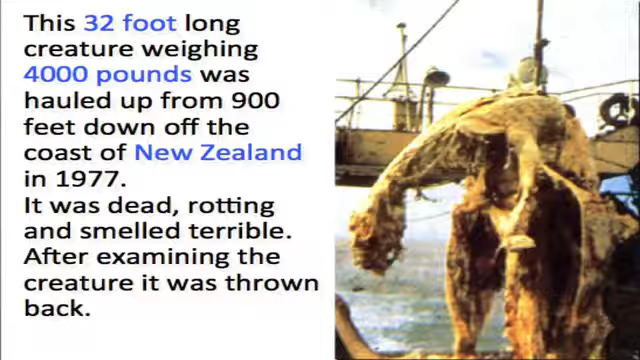 This 32 foot long
creature weighing
4000 pounds was
hauled up from 900
feet down off the
coast of New Zealand
in 1977.
It was dead, rotting
and smelled terrible.
After examining the
creature it was thrown
back.